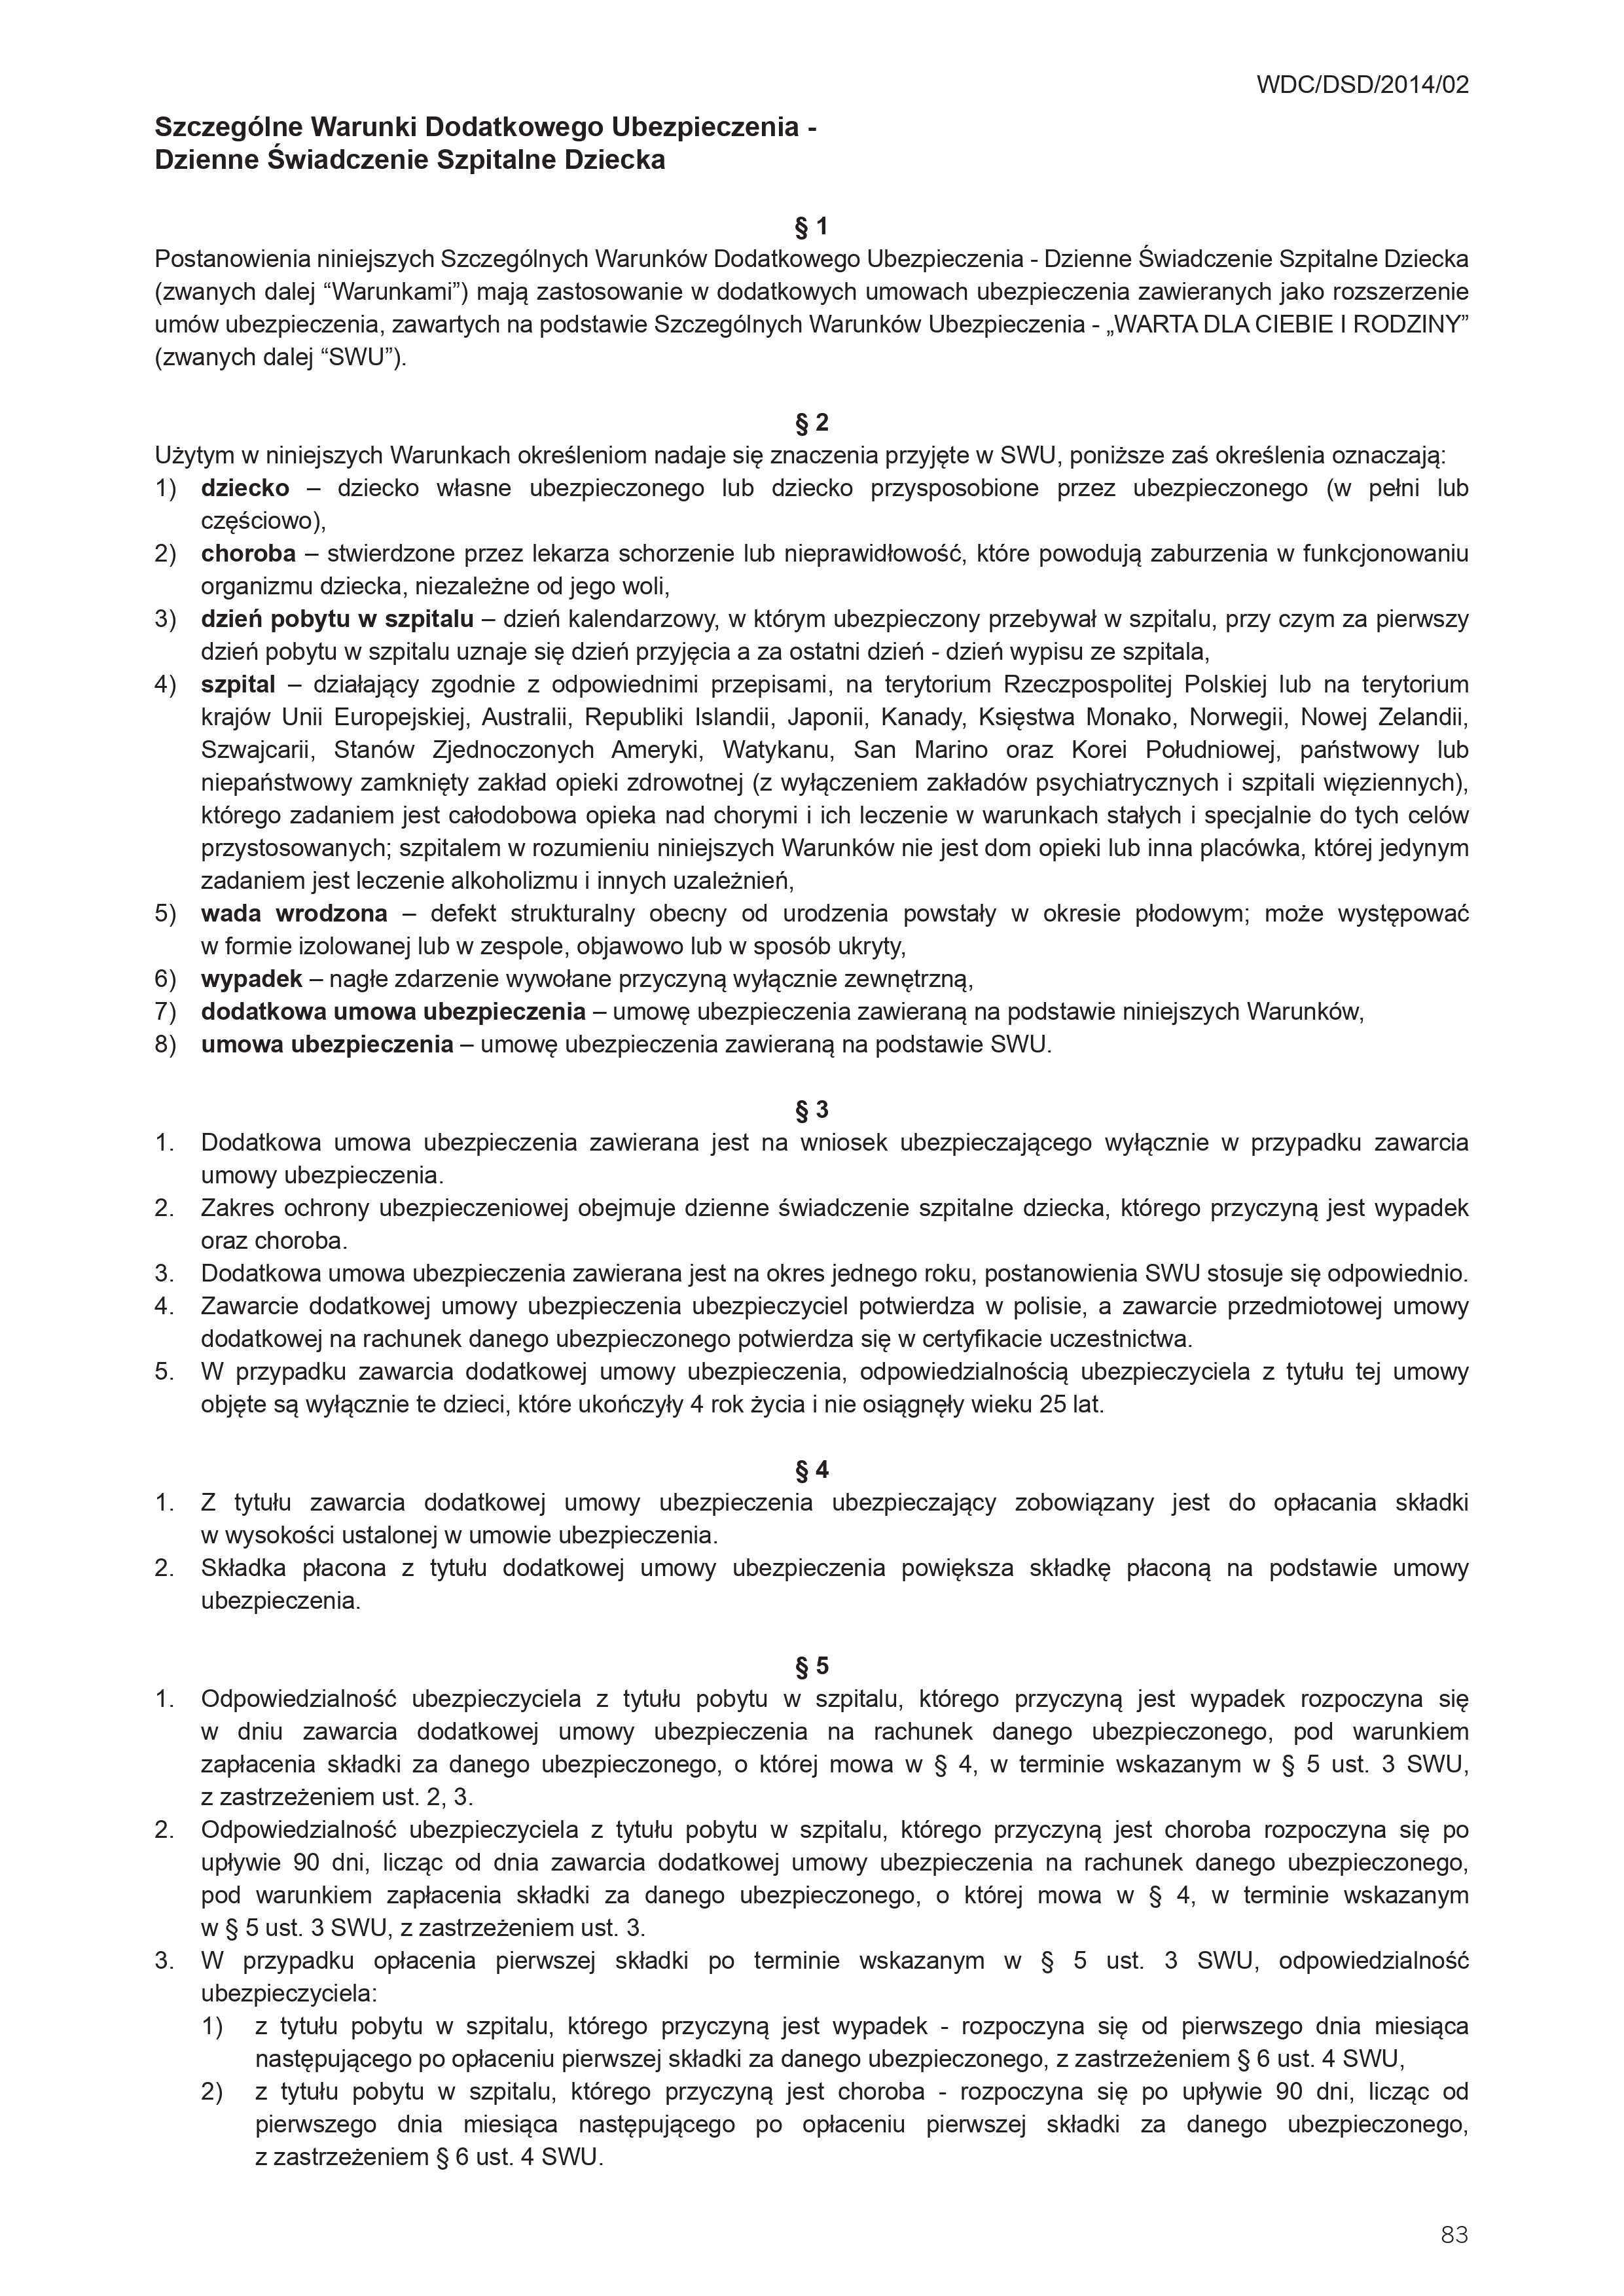 WDC/DSD/2014/02
Szczególne Warunki Dodatkowego Ubezpieczenia -
Dzienne Świadczenie Szpitalne Dziecka
§ 1
Postanowienia niniejszych Szczególnych Warunków Dodatkowego Ubezpieczenia - Dzienne Świadczenie Szpitalne Dziecka
(zwanych dalej “Warunkami”) mają zastosowanie w dodatkowych umowach ubezpieczenia zawieranych jako rozszerzenie
umów ubezpieczenia, zawartych na podstawie Szczególnych Warunków Ubezpieczenia - „WARTA DLA CIEBIE I RODZINY”
(zwanych dalej “SWU”).
§ 2
Użytym w niniejszych Warunkach określeniom nadaje się znaczenia przyjęte w SWU, poniższe zaś określenia oznaczają:
1) dziecko – dziecko własne ubezpieczonego lub dziecko przysposobione przez ubezpieczonego (w pełni lub
częściowo),
2) choroba – stwierdzone przez lekarza schorzenie lub nieprawidłowość, które powodują zaburzenia w funkcjonowaniu
organizmu dziecka, niezależne od jego woli,
3) dzień pobytu w szpitalu – dzień kalendarzowy, w którym ubezpieczony przebywał w szpitalu, przy czym za pierwszy
dzień pobytu w szpitalu uznaje się dzień przyjęcia a za ostatni dzień - dzień wypisu ze szpitala,
4) szpital – działający zgodnie z odpowiednimi przepisami, na terytorium Rzeczpospolitej Polskiej lub na terytorium
krajów Unii Europejskiej, Australii, Republiki Islandii, Japonii, Kanady, Księstwa Monako, Norwegii, Nowej Zelandii,
Szwajcarii, Stanów Zjednoczonych Ameryki, Watykanu, San Marino oraz Korei Południowej, państwowy lub
niepaństwowy zamknięty zakład opieki zdrowotnej (z wyłączeniem zakładów psychiatrycznych i szpitali więziennych),
którego zadaniem jest całodobowa opieka nad chorymi i ich leczenie w warunkach stałych i specjalnie do tych celów
przystosowanych; szpitalem w rozumieniu niniejszych Warunków nie jest dom opieki lub inna placówka, której jedynym
zadaniem jest leczenie alkoholizmu i innych uzależnień,
5) wada wrodzona – defekt strukturalny obecny od urodzenia powstały w okresie płodowym; może występować
w formie izolowanej lub w zespole, objawowo lub w sposób ukryty,
6) wypadek – nagłe zdarzenie wywołane przyczyną wyłącznie zewnętrzną,
7) dodatkowa umowa ubezpieczenia – umowę ubezpieczenia zawieraną na podstawie niniejszych Warunków,
8) umowa ubezpieczenia – umowę ubezpieczenia zawieraną na podstawie SWU.
§ 3
1. Dodatkowa umowa ubezpieczenia zawierana jest na wniosek ubezpieczającego wyłącznie w przypadku zawarcia
umowy ubezpieczenia.
2. Zakres ochrony ubezpieczeniowej obejmuje dzienne świadczenie szpitalne dziecka, którego przyczyną jest wypadek
oraz choroba.
3. Dodatkowa umowa ubezpieczenia zawierana jest na okres jednego roku, postanowienia SWU stosuje się odpowiednio.
4. Zawarcie dodatkowej umowy ubezpieczenia ubezpieczyciel potwierdza w polisie, a zawarcie przedmiotowej umowy
dodatkowej na rachunek danego ubezpieczonego potwierdza się w certyfikacie uczestnictwa.
5. W przypadku zawarcia dodatkowej umowy ubezpieczenia, odpowiedzialnością ubezpieczyciela z tytułu tej umowy
objęte są wyłącznie te dzieci, które ukończyły 4 rok życia i nie osiągnęły wieku 25 lat.
§ 4
1. Z tytułu zawarcia dodatkowej umowy ubezpieczenia ubezpieczający zobowiązany jest do opłacania składki
w wysokości ustalonej w umowie ubezpieczenia.
2. Składka płacona z tytułu dodatkowej umowy ubezpieczenia powiększa składkę płaconą na podstawie umowy
ubezpieczenia.
§ 5
1. Odpowiedzialność ubezpieczyciela z tytułu pobytu w szpitalu, którego przyczyną jest wypadek rozpoczyna się
w dniu zawarcia dodatkowej umowy ubezpieczenia na rachunek danego ubezpieczonego, pod warunkiem
zapłacenia składki za danego ubezpieczonego, o której mowa w § 4, w terminie wskazanym w § 5 ust. 3 SWU,
z zastrzeżeniem ust. 2, 3.
2. Odpowiedzialność ubezpieczyciela z tytułu pobytu w szpitalu, którego przyczyną jest choroba rozpoczyna się po
upływie 90 dni, licząc od dnia zawarcia dodatkowej umowy ubezpieczenia na rachunek danego ubezpieczonego,
pod warunkiem zapłacenia składki za danego ubezpieczonego, o której mowa w § 4, w terminie wskazanym
w § 5 ust. 3 SWU, z zastrzeżeniem ust. 3.
3. W przypadku opłacenia pierwszej składki po terminie wskazanym w § 5 ust. 3 SWU, odpowiedzialność
ubezpieczyciela:
1) z tytułu pobytu w szpitalu, którego przyczyną jest wypadek - rozpoczyna się od pierwszego dnia miesiąca
następującego po opłaceniu pierwszej składki za danego ubezpieczonego, z zastrzeżeniem § 6 ust. 4 SWU,
2) z tytułu pobytu w szpitalu, którego przyczyną jest choroba - rozpoczyna się po upływie 90 dni, licząc od
pierwszego dnia miesiąca następującego po opłaceniu pierwszej składki za danego ubezpieczonego,
z zastrzeżeniem § 6 ust. 4 SWU.
83